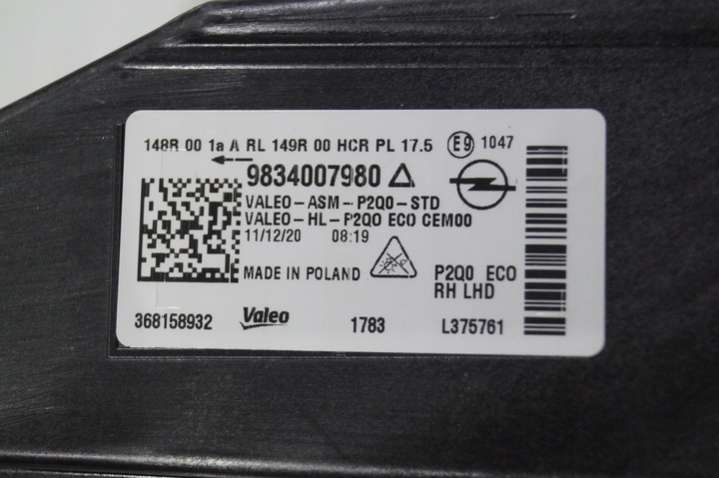 148R 00 1a A RL 149R 00 HCR PL 17.5 E9 1047
9834007980
VALEO-ASM-P2Q0-STD
VALEO-HL-P2Q0 ECO CEM00
11/12/20 08:19
MADE IN POLAND P2Q0 ECO
RH LHD
368158932 Valeo 1783 L375761